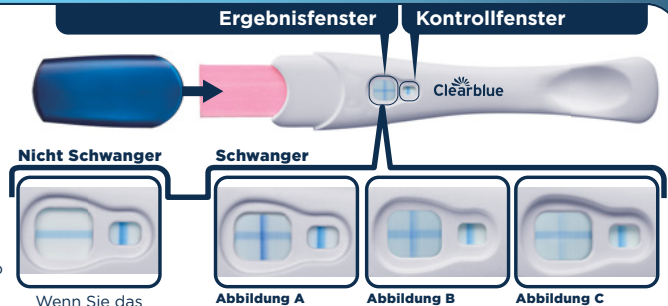 Ergebnisfenster Kontrollfenster
Clearblue
Nicht Schwanger Schwanger
Wenn Sie das
Abbildung A Abbildung B Abbildung C